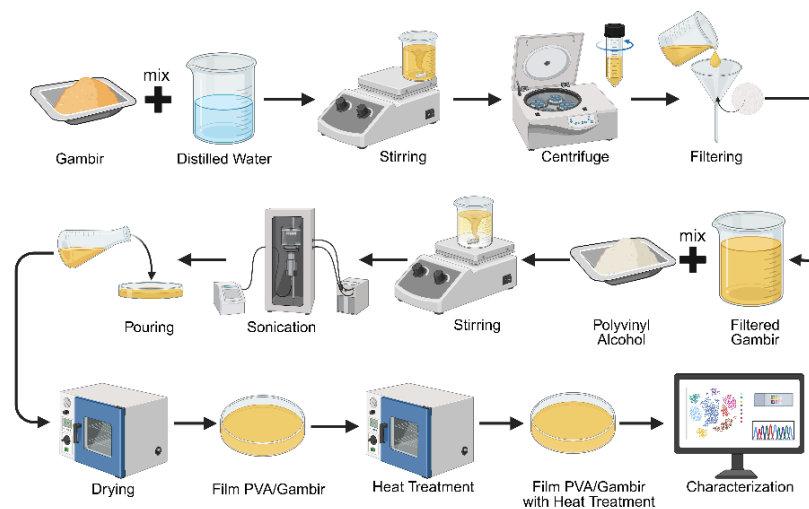 mix
Gambir
Distilled Water
Stirring
Centrifuge
Filtering
mix
Pouring
Sonication
Stirring
Polyvinyl
Alcohol
Filtered
Gambir
Drying
Film PVA/Gambir
Heat Treatment
Film PVA/Gambir
with Heat Treatment
Characterization